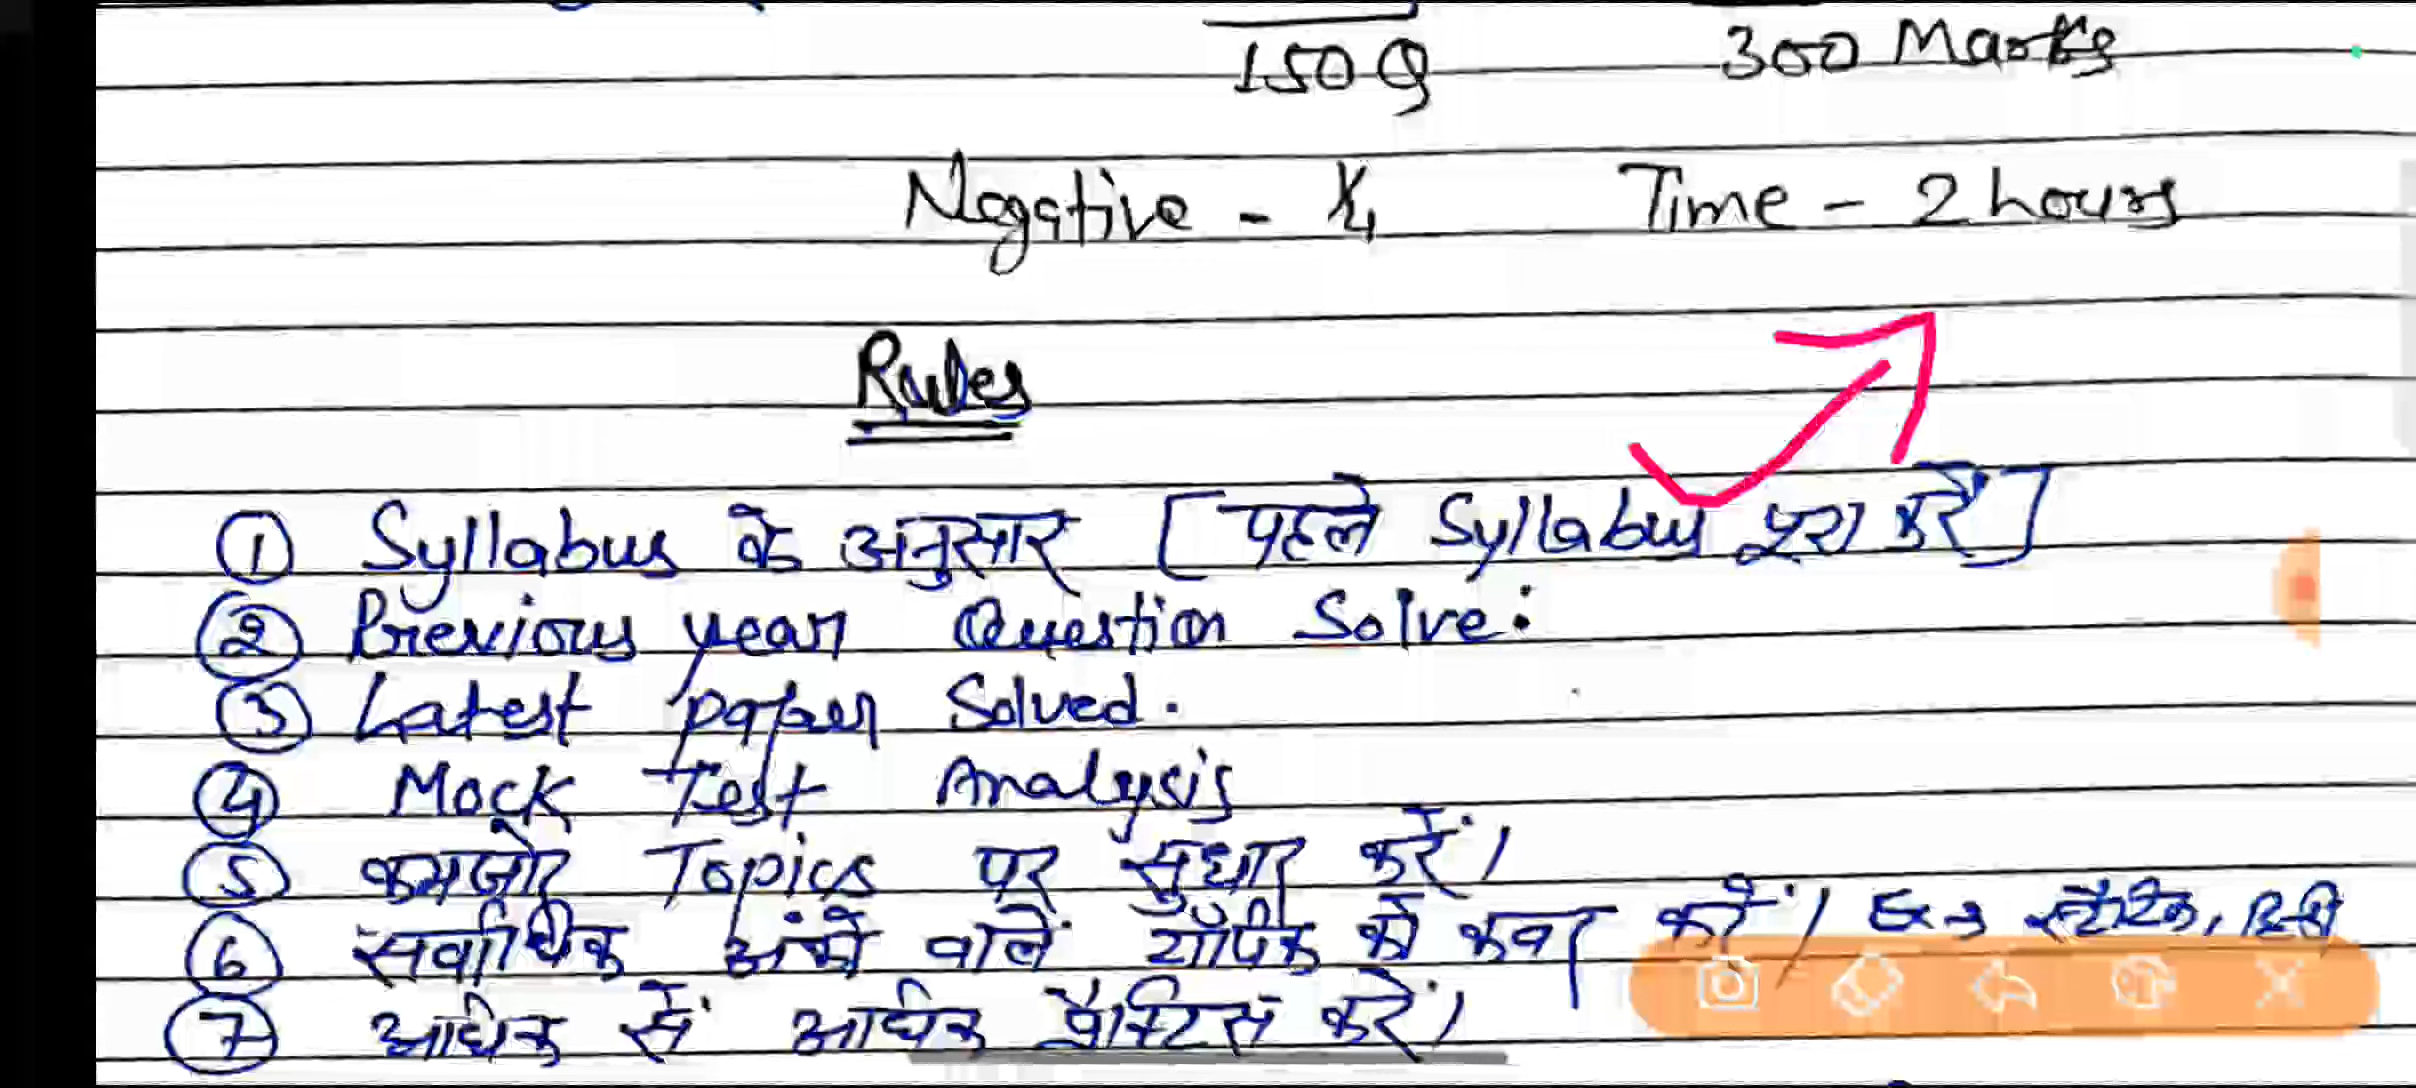 150 Q 300 Marks
Negative - 1/4 Time - 2 hours
Rules
① Syllabus के अनुसार [पहले Syllabus पूरा करें]
② Previous year Question Solve:
③ Latest paper Solved.
④ Mock Test Analysis
⑤ कमजोर Topics पर सुधार करें।
⑥ सर्वाधिक अंको वाले टॉपिक को कवर करें। Ex →
⑦ अधिक से अधिक प्रैक्टिस करें।